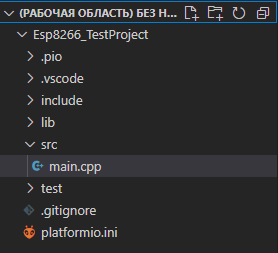 (РАБОЧАЯ ОБЛАСТЬ) БЕЗ Н...
Esp8266_TestProject
.pio
.vscode
include
lib
src
main.cpp
test
.gitignore
platformio.ini